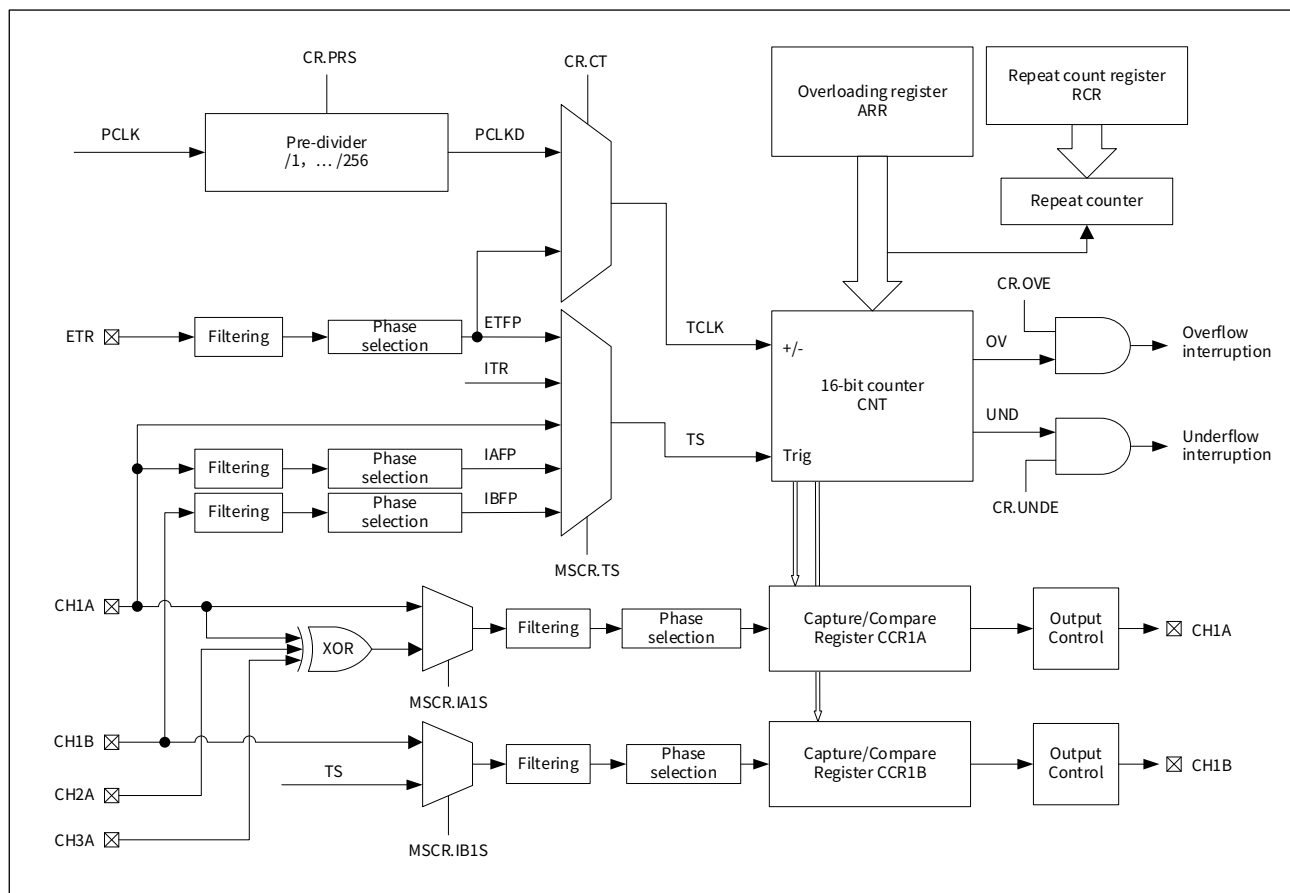 CR.PRS
CR.CT
Overloading register
ARR
Repeat count register
RCR
PCLK
Pre-divider
/1, … /256
PCLKD
Repeat counter
CR.OVE
ETR
Filtering
Phase
selection
ETFP
ITR
TCLK
+/-
16-bit counter
CNT
Trig
OV
Overflow
interruption
UND
Underflow
interruption
CR.UNDE
TS
Filtering
Phase
selection
IAFP
Filtering
Phase
selection
IBFP
MSCR.TS
CH1A
XOR
MSCR.IA1S
Filtering
Phase
selection
Capture/Compare
Register CCR1A
Output
Control
CH1A
CH1B
TS
MSCR.IB1S
Filtering
Phase
selection
Capture/Compare
Register CCR1B
Output
Control
CH1B
CH2A
CH3A